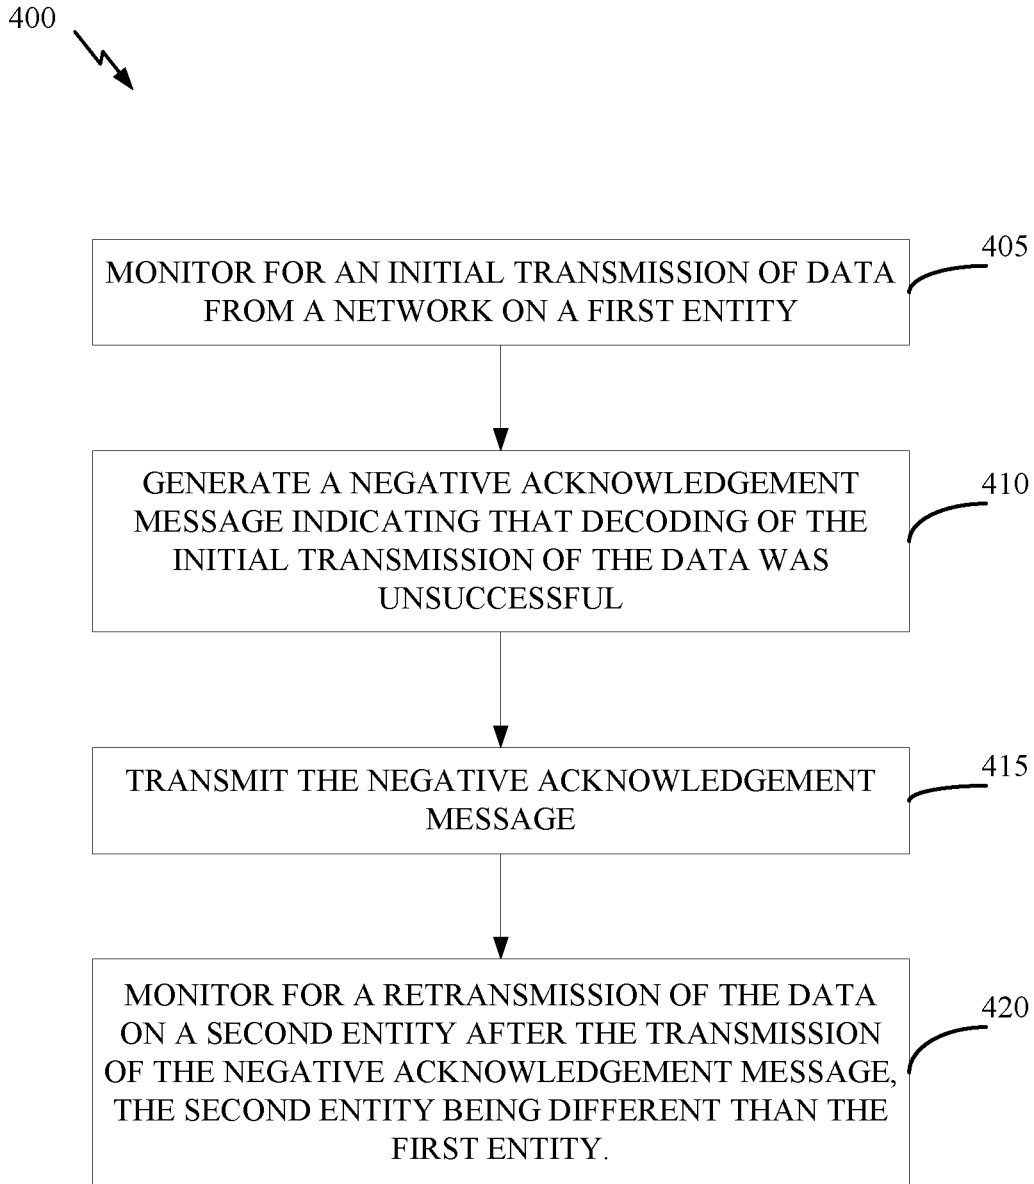 400
MONITOR FOR AN INITIAL TRANSMISSION OF DATA
FROM A NETWORK ON A FIRST ENTITY
405
GENERATE A NEGATIVE ACKNOWLEDGEMENT
MESSAGE INDICATING THAT DECODING OF THE
INITIAL TRANSMISSION OF THE DATA WAS
UNSUCCESSFUL
410
TRANSMIT THE NEGATIVE ACKNOWLEDGEMENT
MESSAGE
415
MONITOR FOR A RETRANSMISSION OF THE DATA
ON A SECOND ENTITY AFTER THE TRANSMISSION
OF THE NEGATIVE ACKNOWLEDGEMENT MESSAGE,
THE SECOND ENTITY BEING DIFFERENT THAN THE
FIRST ENTITY.
420